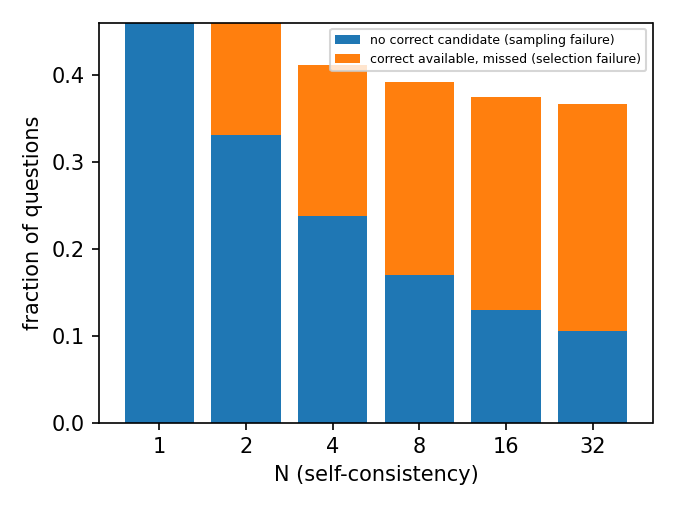 no correct candidate (sampling failure)
correct available, missed (selection failure)
fraction of questions
0.4
0.3
0.2
0.1
0.0
1 2 4 8 16 32
N (self-consistency)